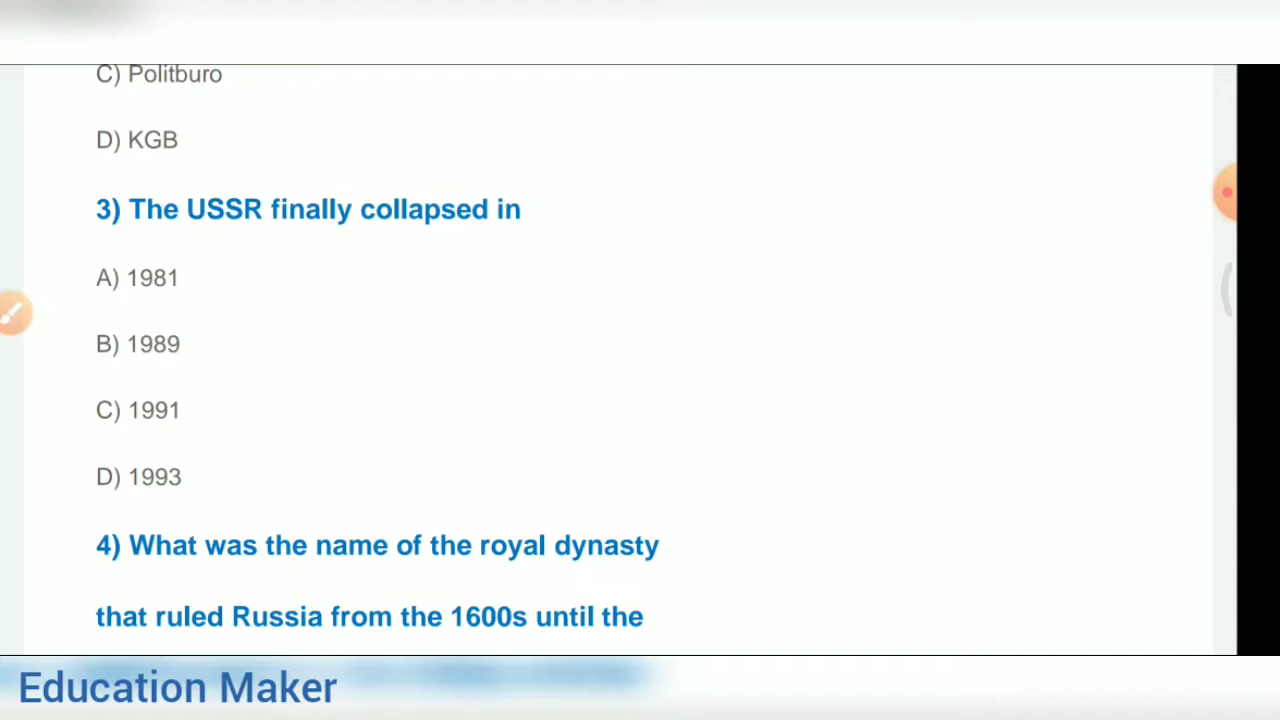 C) Politburo
D) KGB
3) The USSR finally collapsed in
A) 1981
B) 1989
C) 1991
D) 1993
4) What was the name of the royal dynasty
that ruled Russia from the 1600s until the
Education Maker